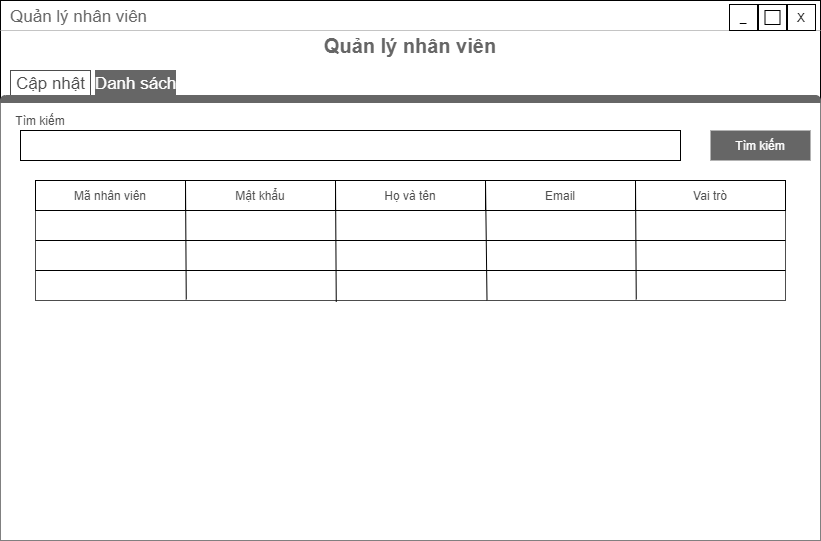 Quản lý nhân viên
_ X
Quản lý nhân viên
Cập nhật Danh sách
Tìm kiếm
Tìm kiếm
Mã nhân viên Mật khẩu Họ và tên Email Vai trò